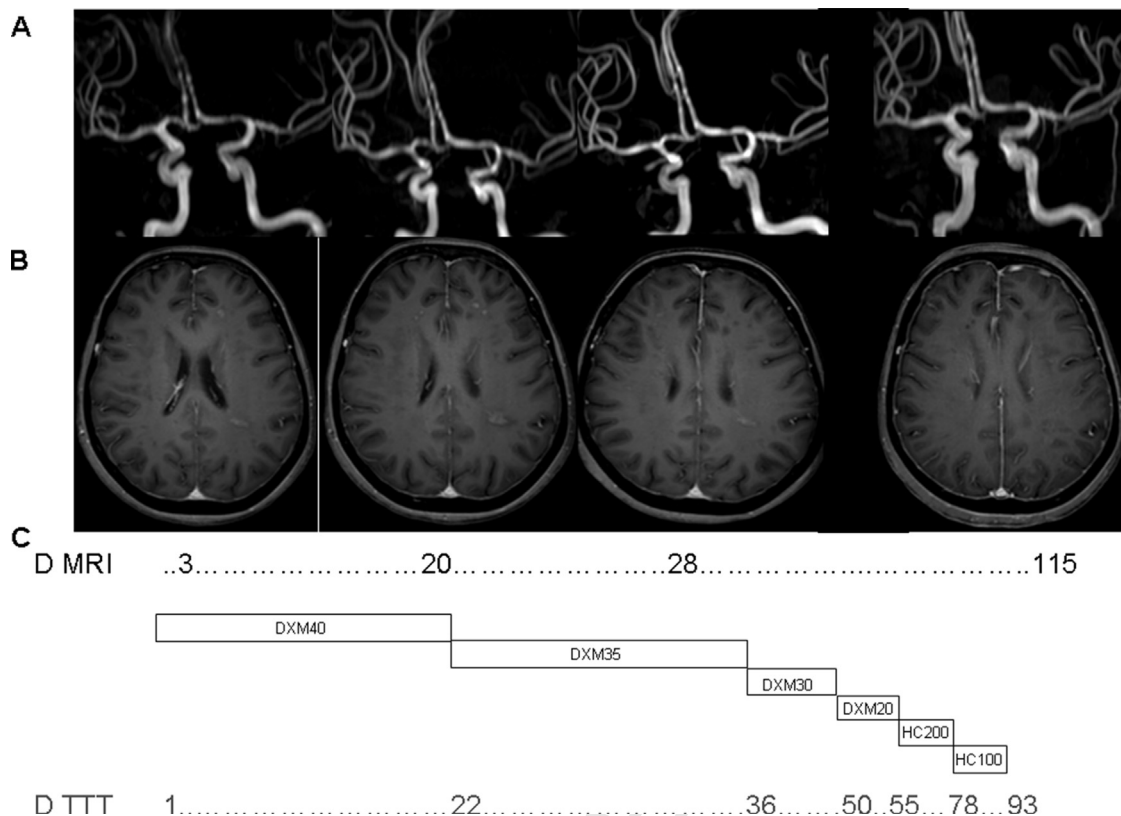 A
B
C
D MRI ..3………………………20………………………28……………………………………..115
DXM40
DXM35
DXM30
DXM20
HC200
HC100
D TTT 1……………………………22……………………………36………50…55……78……93